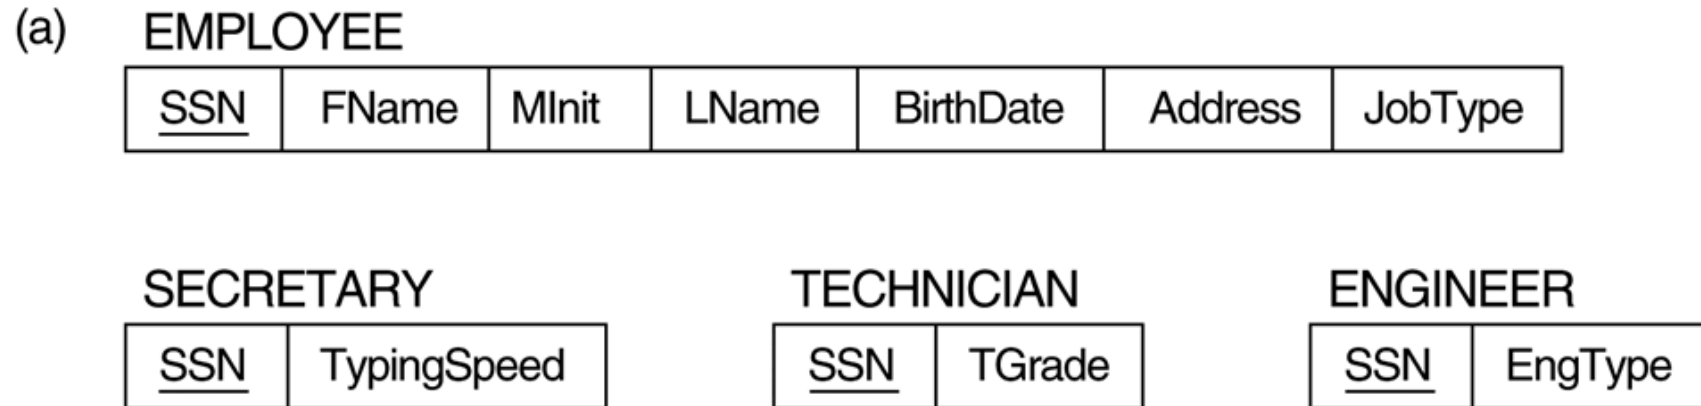 (a) EMPLOYEE
SSN FName MInit LName BirthDate Address JobType
SECRETARY TECHNICIAN ENGINEER
SSN TypingSpeed SSN TGrade SSN EngType